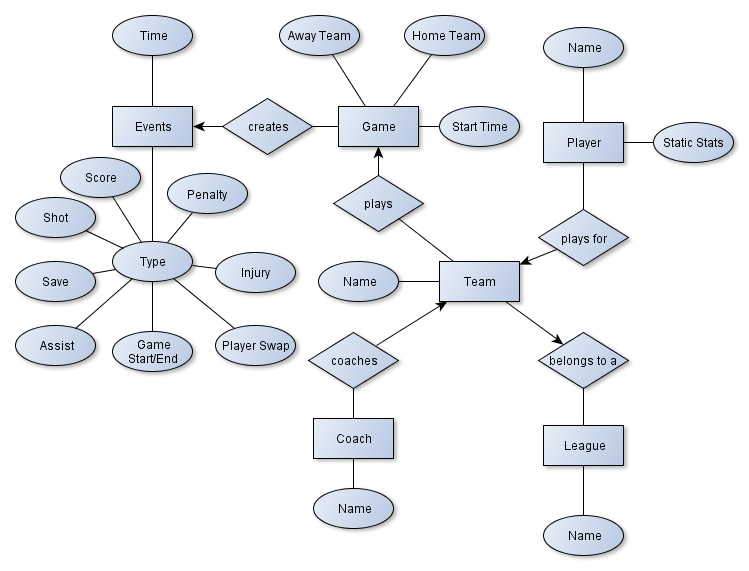 Time
Away Team
Home Team
Name
Events
creates
Game
Start Time
Player
Static Stats
Score
Penalty
Shot
plays
plays for
Type
Injury
Save
Name
Team
Assist
Game
Start/End
Player Swap
coaches
belongs to a
Coach
League
Name
Name